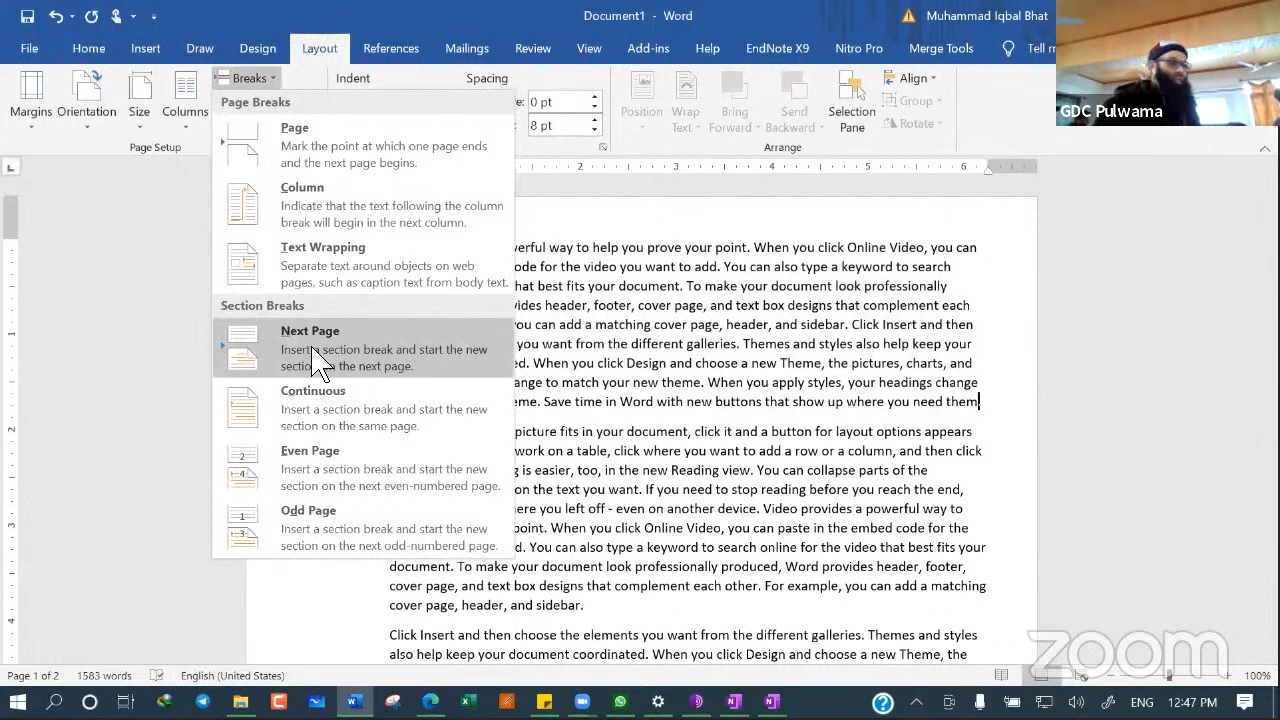 Document1 - Word
Muhammad Iqbal Bhat
File Home Insert Draw Design Layout References Mailings Review View Add-ins Help EndNote X9 Nitro Pro Merge Tools Tell m
Breaks Indent Spacing
Margins Orientation Size Columns
Page Setup
0 pt
8 pt
Position Wrap Text Bring Forward Send Backward Selection Pane Align Group Rotate
Arrange
GDC Pulwama
Page Breaks
Page
Mark the point at which one page ends
and the next page begins.
Column
Indicate that the text following the column
break will begin in the next column.
Text Wrapping
Separate text around objects on web
pages, such as caption text from body text.
Section Breaks
Next Page
Insert a section break and start the new
section on the next page.
Continuous
Insert a section break and start the new
section on the same page.
Even Page
Insert a section break and start the new
section on the next even-numbered page.
Odd Page
Insert a section break and start the new
section on the next odd-numbered page.
2 3 4 5 6
1
2
3
4
erful way to help you prove your point. When you click Online Video, you can
ode for the video you want to add. You can also type a keyword to search
that best fits your document. To make your document look professionally
ides header, footer, cover page, and text box designs that complement each
ou can add a matching cover page, header, and sidebar. Click Insert and then
you want from the different galleries. Themes and styles also help keep your
ed. When you click Design and choose a new Theme, the pictures, charts, and
ange to match your new theme. When you apply styles, your headings change
eme. Save time in Word with new buttons that show up where you need them
picture fits in your document, click it and a button for layout options appears
work on a table, click where you want to add a row or a column, and then click
g is easier, too, in the new Reading view. You can collapse parts of the
on the text you want. If you need to stop reading before you reach the end,
ere you left off - even on another device. Video provides a powerful way to
point. When you click Online Video, you can paste in the embed code for the
d. You can also type a keyword to search online for the video that best fits your
document. To make your document look professionally produced, Word provides header, footer,
cover page, and text box designs that complement each other. For example, you can add a matching
cover page, header, and sidebar.
Click Insert and then choose the elements you want from the different galleries. Themes and styles
also help keep your document coordinated. When you click Design and choose a new Theme, the
zoom
Page 1 of 2 1583 words English (United States) 100%
ENG 12:47 PM